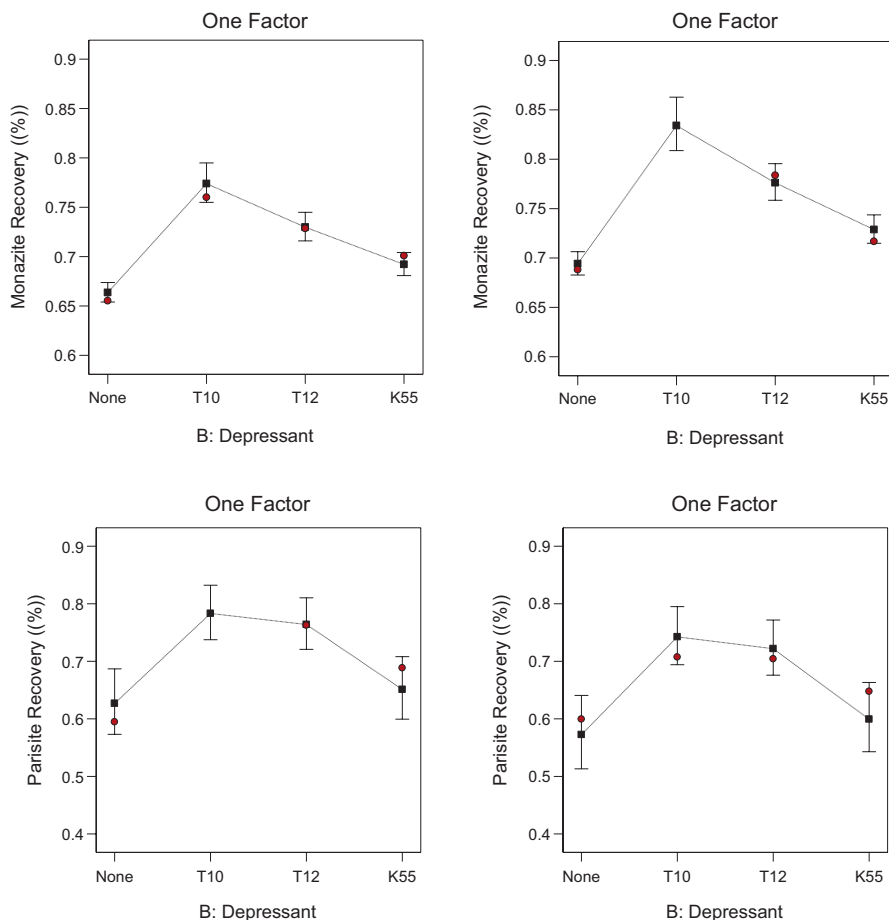 One Factor
Monazite Recovery ((%))
0.9
0.85
0.8
0.75
0.7
0.65
0.6
None T10 T12 K55
B: Depressant
One Factor
Monazite Recovery ((%))
0.9
0.85
0.8
0.75
0.7
0.65
0.6
None T10 T12 K55
B: Depressant
One Factor
Parisite Recovery ((%))
0.9
0.8
0.7
0.6
0.5
0.4
None T10 T12 K55
B: Depressant
One Factor
Parisite Recovery ((%))
0.9
0.8
0.7
0.6
0.5
0.4
None T10 T12 K55
B: Depressant